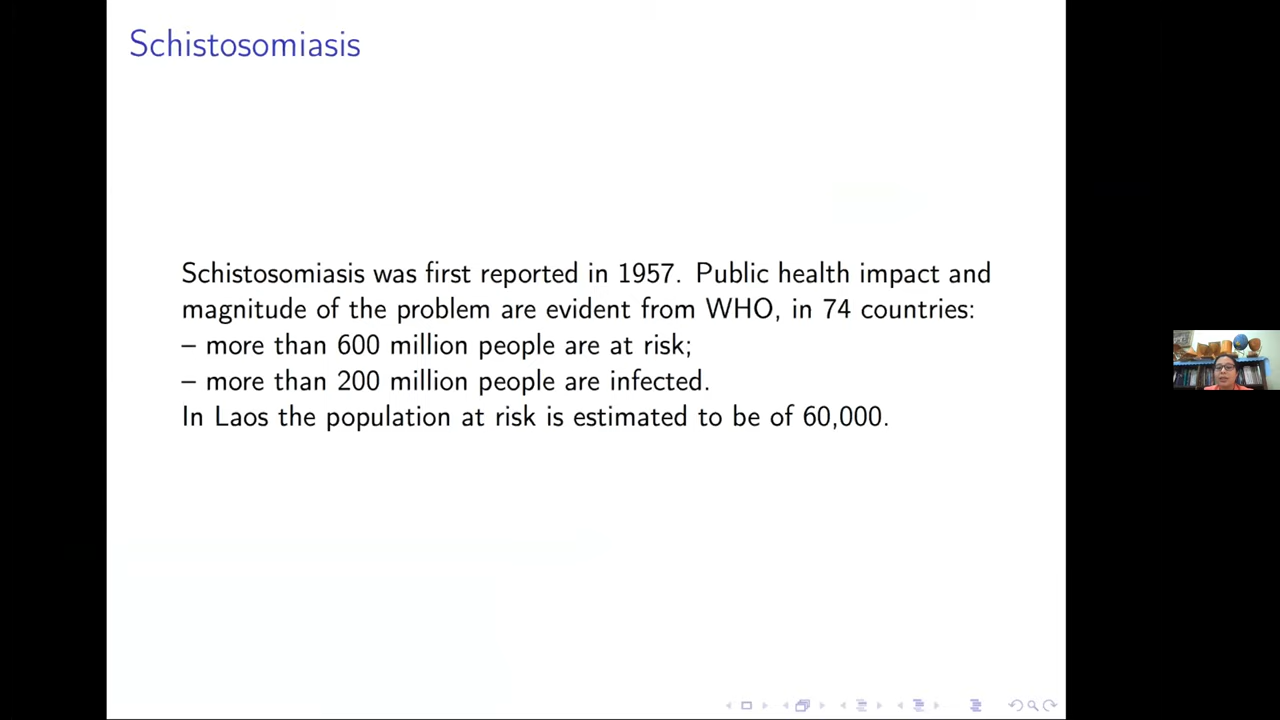 Schistosomiasis
Schistosomiasis was first reported in 1957. Public health impact and
magnitude of the problem are evident from WHO, in 74 countries:
– more than 600 million people are at risk;
– more than 200 million people are infected.
In Laos the population at risk is estimated to be of 60,000.